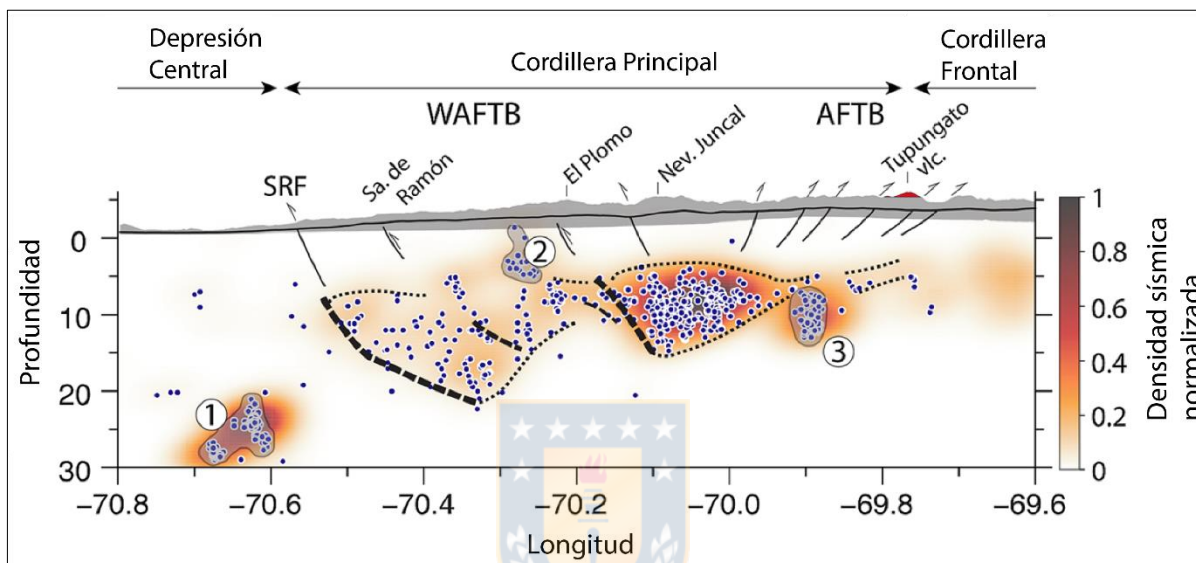 Depresión
Central
Cordillera Principal
Cordillera
Frontal
WAFTB
AFTB
SRF
Sa. de
Ramón
El Plomo
Nev. Juncal
Tupungato
vlc.
Profundidad
0
10
20
30
1
2
3
−70.8
−70.6
−70.4
−70.2
−70.0
−69.8
−69.6
Longitud
1
0.8
0.6
0.4
0.2
0
Densidad sísmica
normalizada